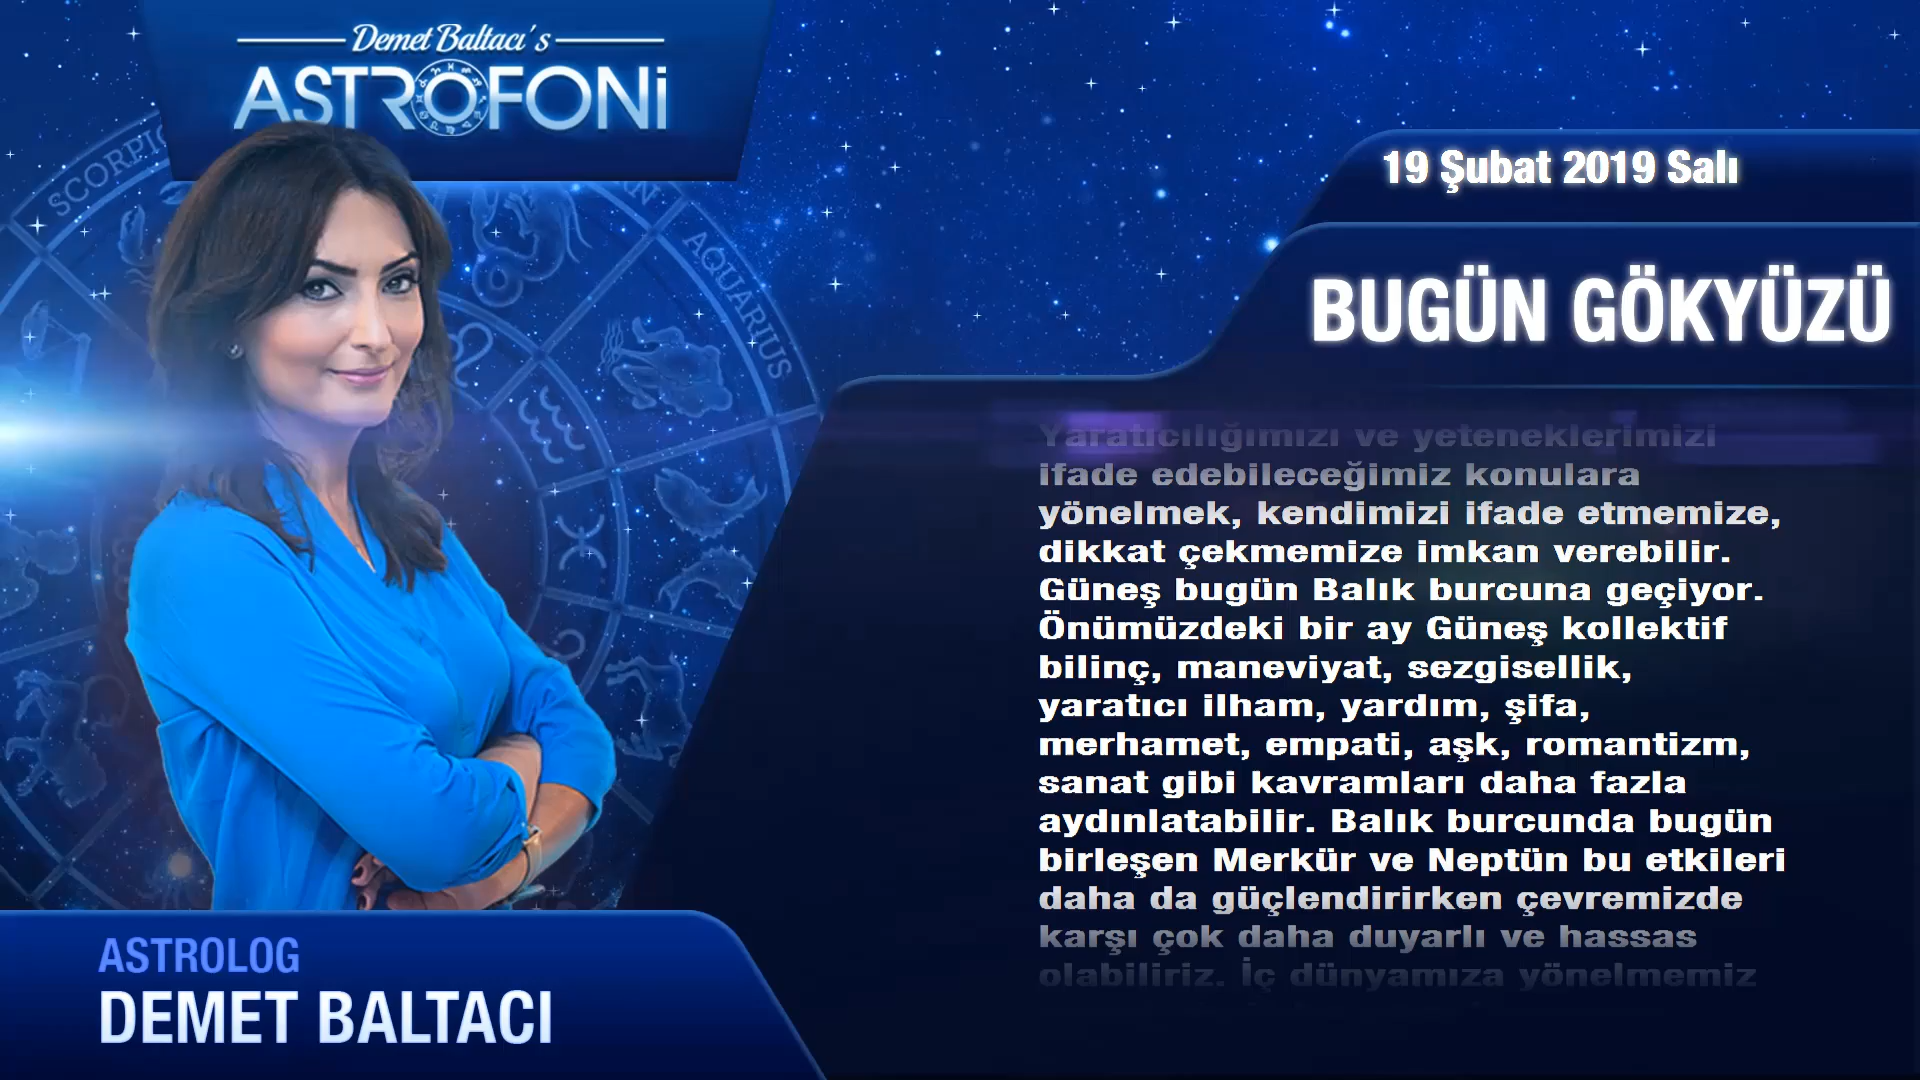 Demet Baltacı's
ASTROFONi
SCORPIO
AQUARIUS
19 Şubat 2019 Salı
BUGÜN GÖKYÜZÜ
Yaratıcılığımızı ve yeteneklerimizi
ifade edebileceğimiz konulara
yönelmek, kendimizi ifade etmemize,
dikkat çekmemize imkan verebilir.
Güneş bugün Balık burcuna geçiyor.
Önümüzdeki bir ay Güneş kollektif
bilinç, maneviyat, sezgisellik,
yaratıcı ilham, yardım, şifa,
merhamet, empati, aşk, romantizm,
sanat gibi kavramları daha fazla
aydınlatabilir. Balık burcunda bugün
birleşen Merkür ve Neptün bu etkileri
daha da güçlendirirken çevremizde
karşı çok daha duyarlı ve hassas
olabiliriz. İç dünyamıza yönelmemiz
ASTROLOG
DEMET BALTACI